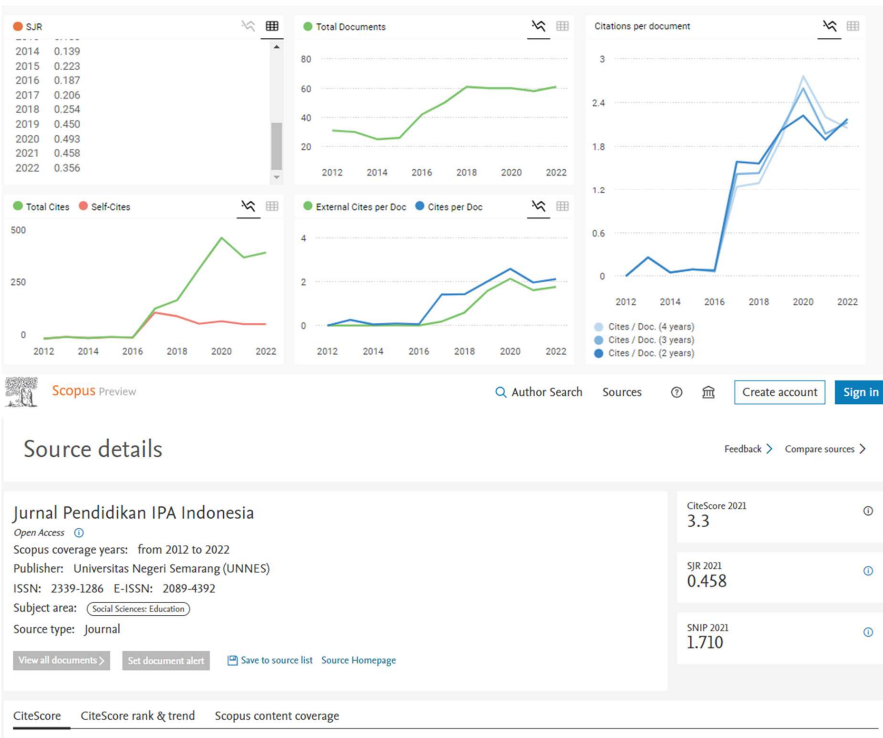 SJR
2014 0.139
2015 0.223
2016 0.187
2017 0.206
2018 0.254
2019 0.450
2020 0.493
2021 0.458
2022 0.356
Total Documents
80
60
40
20
2012 2014 2016 2018 2020 2022
Citations per document
3
2.4
1.8
1.2
0.6
0
2012 2014 2016 2018 2020 2022
Cites / Doc. (4 years)
Cites / Doc. (3 years)
Cites / Doc. (2 years)
Total Cites Self-Cites
500
250
0
2012 2014 2016 2018 2020 2022
External Cites per Doc Cites per Doc
4
2
0
2012 2014 2016 2018 2020 2022
Scopus Preview
Author Search Sources Create account Sign in
Source details
Feedback Compare sources
Jurnal Pendidikan IPA Indonesia
Open Access
Scopus coverage years: from 2012 to 2022
Publisher: Universitas Negeri Semarang (UNNES)
ISSN: 2339-1286 E-ISSN: 2089-4392
Subject area: Social Sciences: Education
Source type: Journal
View all documents Set document alert Save to source list Source Homepage
CiteScore 2021
3.3
SJR 2021
0.458
SNIP 2021
1.710
CiteScore CiteScore rank & trend Scopus content coverage